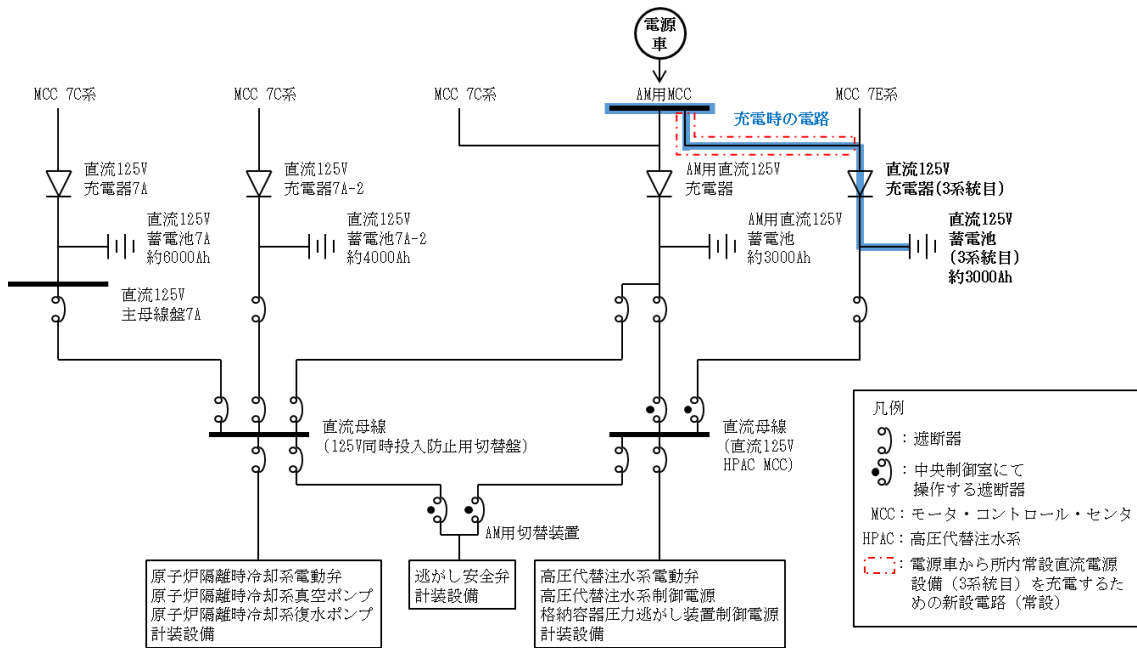 電源
車
MCC 7C系
MCC 7C系
MCC 7C系
AM用MCC
MCC 7E系
充電時の電路
直流125V
充電器7A
直流125V
充電器7A-2
AM用直流125V
充電器
直流125V
充電器(3系統目)
直流125V
蓄電池7A
約6000Ah
直流125V
蓄電池7A-2
約4000Ah
AM用直流125V
蓄電池
約3000Ah
直流125V
蓄電池
(3系統目)
約3000Ah
直流125V
主母線盤7A
直流母線
(125V同時投入防止用切替盤)
直流母線
(直流125V
HPAC MCC)
AM用切替装置
原子炉隔離時冷却系電動弁
原子炉隔離時冷却系真空ポンプ
原子炉隔離時冷却系復水ポンプ
計装設備
逃がし安全弁
計装設備
高圧代替注水系電動弁
高圧代替注水系制御電源
格納容器圧力逃がし装置制御電源
計装設備
凡例
：遮断器
：中央制御室にて
操作する遮断器
MCC：モータ・コントロール・センタ
HPAC：高圧代替注水系
：電源車から所内常設直流電源
設備（3系統目）を充電するた
めの新設電路（常設）